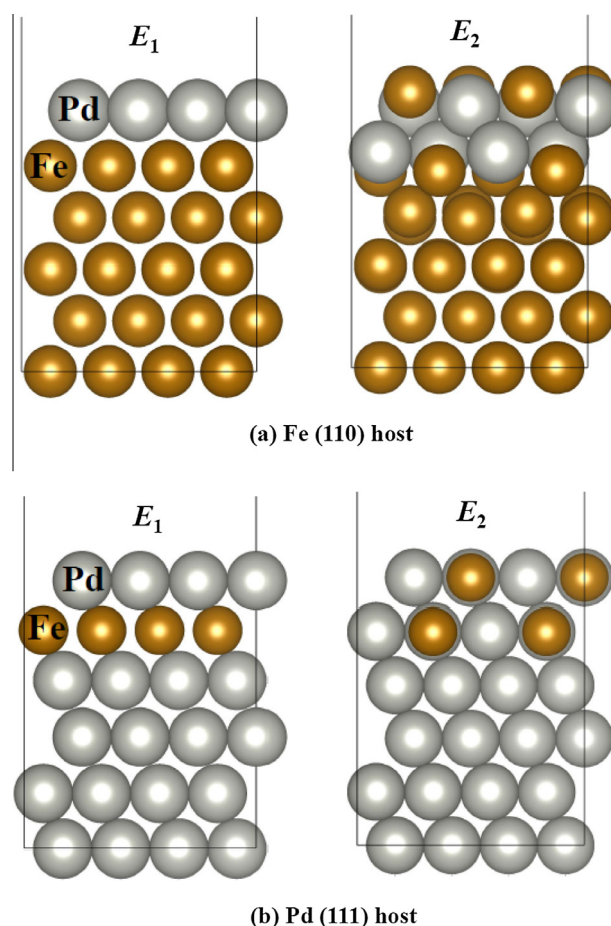 E1 E2
Pd
Fe
(a) Fe (110) host
E1 E2
Pd
Fe
(b) Pd (111) host